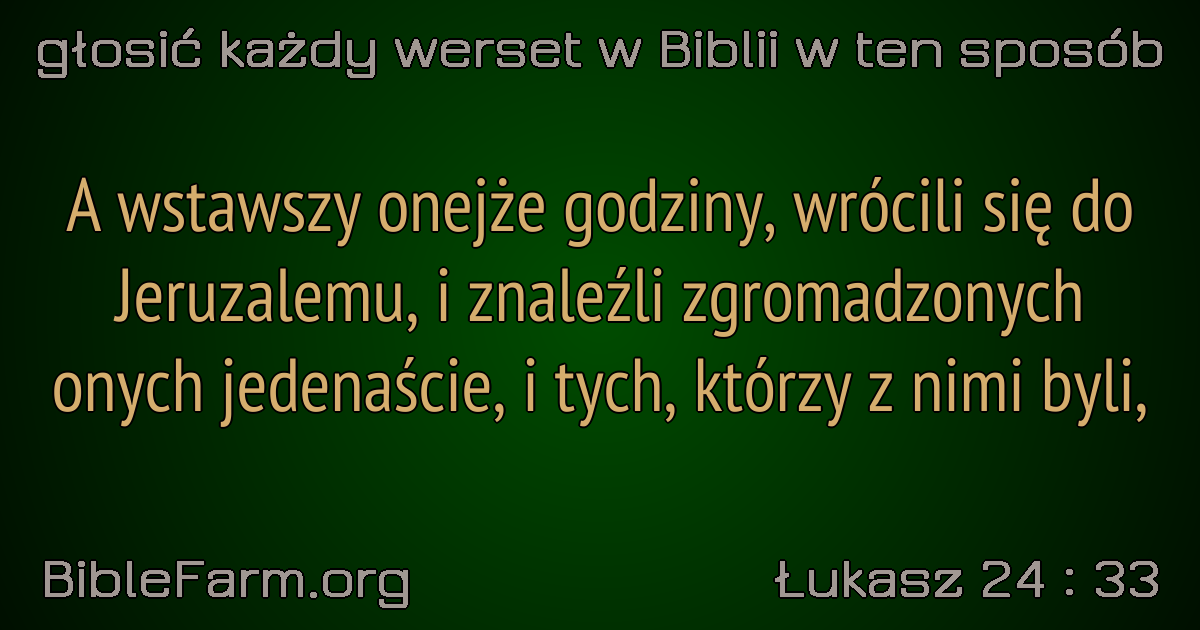 głosić każdy werset w Biblii w ten sposób
A wstawszy onejże godziny, wrócili się do
Jeruzalemu, i znaleźli zgromadzonych
onych jedenaście, i tych, którzy z nimi byli,
BibleFarm.org
Łukasz 24 : 33